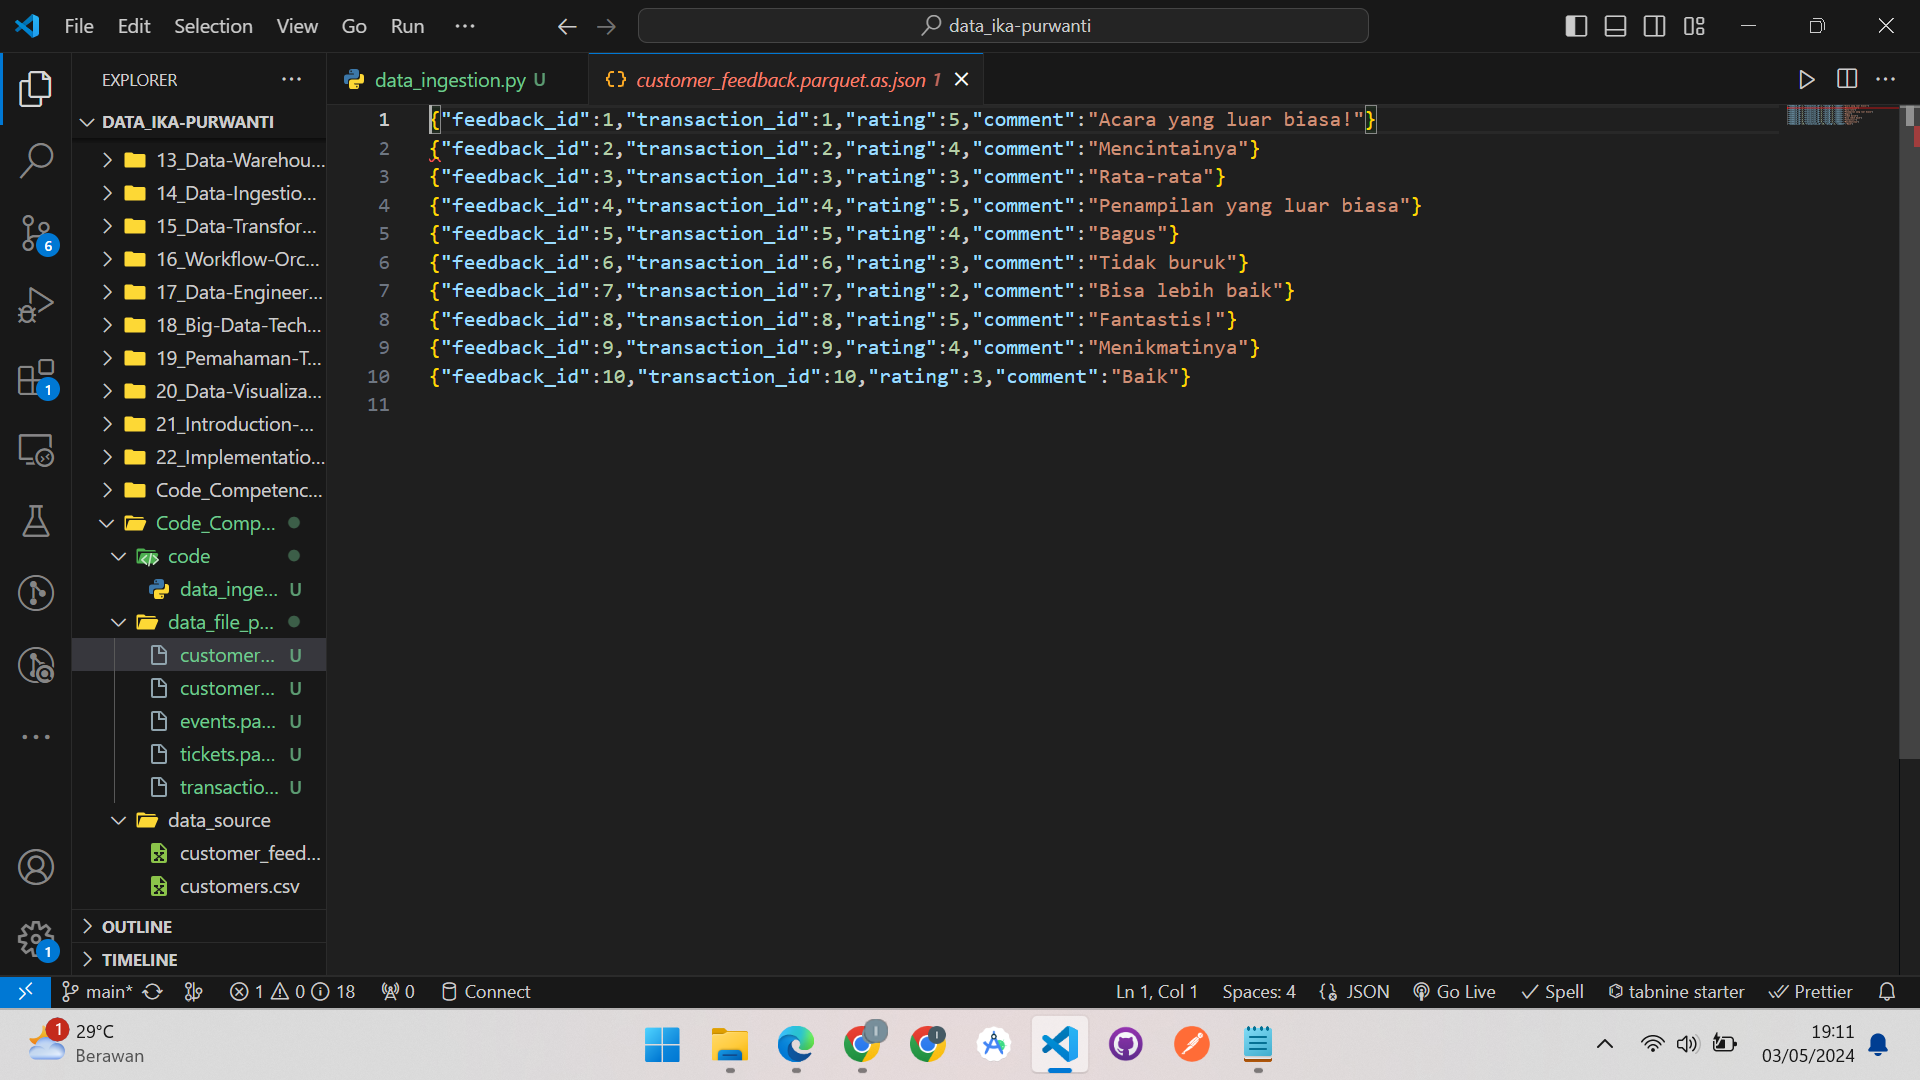 File Edit Selection View Go Run ···
data_ika-purwanti
EXPLORER ···
data_ingestion.py U
customer_feedback.parquet.as.json 1
DATA_IKA-PURWANTI
13_Data-Warehou...
14_Data-Ingestio...
15_Data-Transfor...
16_Workflow-Orc...
17_Data-Engineer...
18_Big-Data-Tech...
19_Pemahaman-T...
20_Data-Visualiza...
21_Introduction-...
22_Implementatio...
Code_Competenc...
Code_Comp...
code
data_inge... U
data_file_p...
customer... U
customer... U
events.pa... U
tickets.pa... U
transactio... U
data_source
customer_feed...
customers.csv
OUTLINE
TIMELINE
6
1
1
1 {"feedback_id":1,"transaction_id":1,"rating":5,"comment":"Acara yang luar biasa!"}
2 {"feedback_id":2,"transaction_id":2,"rating":4,"comment":"Mencintainya"}
3 {"feedback_id":3,"transaction_id":3,"rating":3,"comment":"Rata-rata"}
4 {"feedback_id":4,"transaction_id":4,"rating":5,"comment":"Penampilan yang luar biasa"}
5 {"feedback_id":5,"transaction_id":5,"rating":4,"comment":"Bagus"}
6 {"feedback_id":6,"transaction_id":6,"rating":3,"comment":"Tidak buruk"}
7 {"feedback_id":7,"transaction_id":7,"rating":2,"comment":"Bisa lebih baik"}
8 {"feedback_id":8,"transaction_id":8,"rating":5,"comment":"Fantastis!"}
9 {"feedback_id":9,"transaction_id":9,"rating":4,"comment":"Menikmatinya"}
10 {"feedback_id":10,"transaction_id":10,"rating":3,"comment":"Baik"}
11
main* 1 0 18 0 Connect Ln 1, Col 1 Spaces: 4 JSON Go Live Spell tabnine starter Prettier
1 29°C
Berawan
19:11
03/05/2024